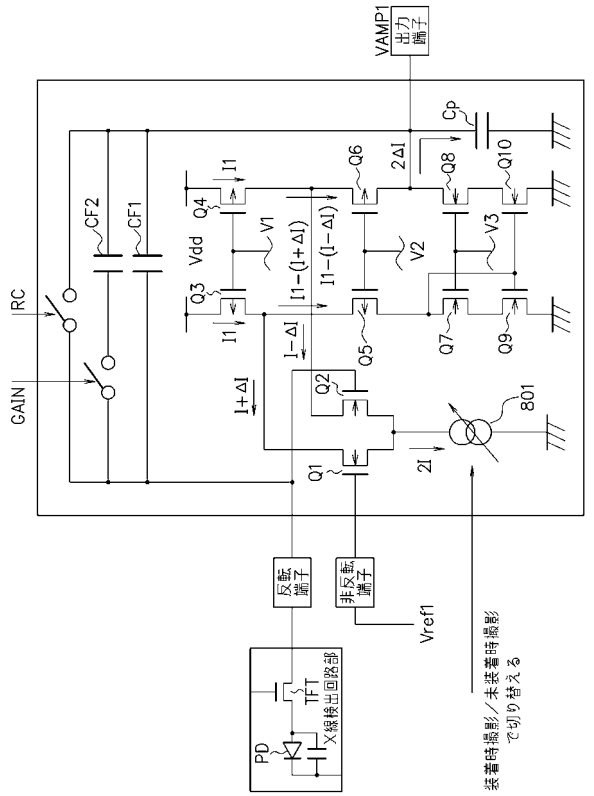 GAIN
RC
CF2
CF1
VAMP1
出力
端子
Vdd
Q3
Q4
I1
I1
V1
I+ΔI
I-ΔI
I1-(I+ΔI)
I1-(I-ΔI)
Q1
Q2
Q5
Q6
V2
2ΔI
Cp
Q7
Q8
V3
Q9
Q10
2I
801
反転
端子
非反転
端子
Vref1
PD
TFT
X線検出回路部
装着時撮影/未装着時撮影
で切り替える